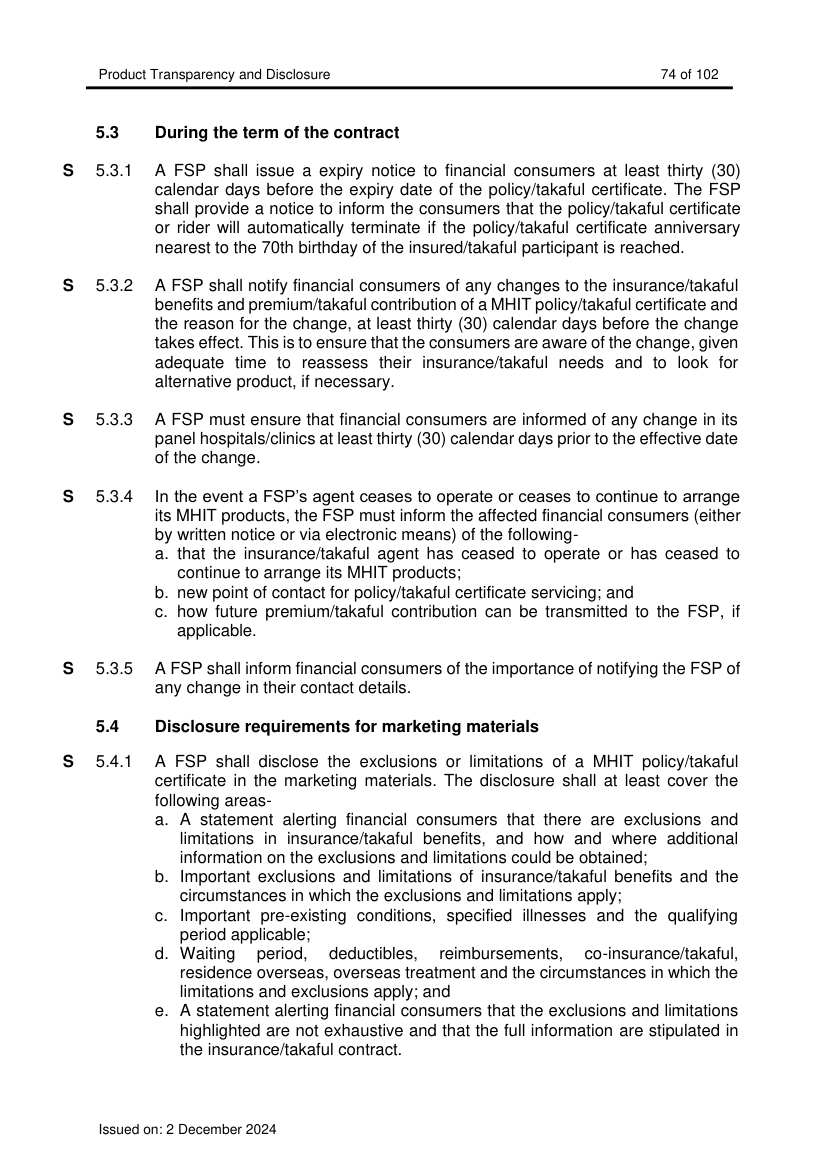 Product Transparency and Disclosure 74 of 102
5.3 During the term of the contract
S 5.3.1 A FSP shall issue a expiry notice to financial consumers at least thirty (30)
calendar days before the expiry date of the policy/takaful certificate. The FSP
shall provide a notice to inform the consumers that the policy/takaful certificate
or rider will automatically terminate if the policy/takaful certificate anniversary
nearest to the 70th birthday of the insured/takaful participant is reached.
S 5.3.2 A FSP shall notify financial consumers of any changes to the insurance/takaful
benefits and premium/takaful contribution of a MHIT policy/takaful certificate and
the reason for the change, at least thirty (30) calendar days before the change
takes effect. This is to ensure that the consumers are aware of the change, given
adequate time to reassess their insurance/takaful needs and to look for
alternative product, if necessary.
S 5.3.3 A FSP must ensure that financial consumers are informed of any change in its
panel hospitals/clinics at least thirty (30) calendar days prior to the effective date
of the change.
S 5.3.4 In the event a FSP’s agent ceases to operate or ceases to continue to arrange
its MHIT products, the FSP must inform the affected financial consumers (either
by written notice or via electronic means) of the following-
a. that the insurance/takaful agent has ceased to operate or has ceased to
continue to arrange its MHIT products;
b. new point of contact for policy/takaful certificate servicing; and
c. how future premium/takaful contribution can be transmitted to the FSP, if
applicable.
S 5.3.5 A FSP shall inform financial consumers of the importance of notifying the FSP of
any change in their contact details.
5.4 Disclosure requirements for marketing materials
S 5.4.1 A FSP shall disclose the exclusions or limitations of a MHIT policy/takaful
certificate in the marketing materials. The disclosure shall at least cover the
following areas-
a. A statement alerting financial consumers that there are exclusions and
limitations in insurance/takaful benefits, and how and where additional
information on the exclusions and limitations could be obtained;
b. Important exclusions and limitations of insurance/takaful benefits and the
circumstances in which the exclusions and limitations apply;
c. Important pre-existing conditions, specified illnesses and the qualifying
period applicable;
d. Waiting period, deductibles, reimbursements, co-insurance/takaful,
residence overseas, overseas treatment and the circumstances in which the
limitations and exclusions apply; and
e. A statement alerting financial consumers that the exclusions and limitations
highlighted are not exhaustive and that the full information are stipulated in
the insurance/takaful contract.
Issued on: 2 December 2024